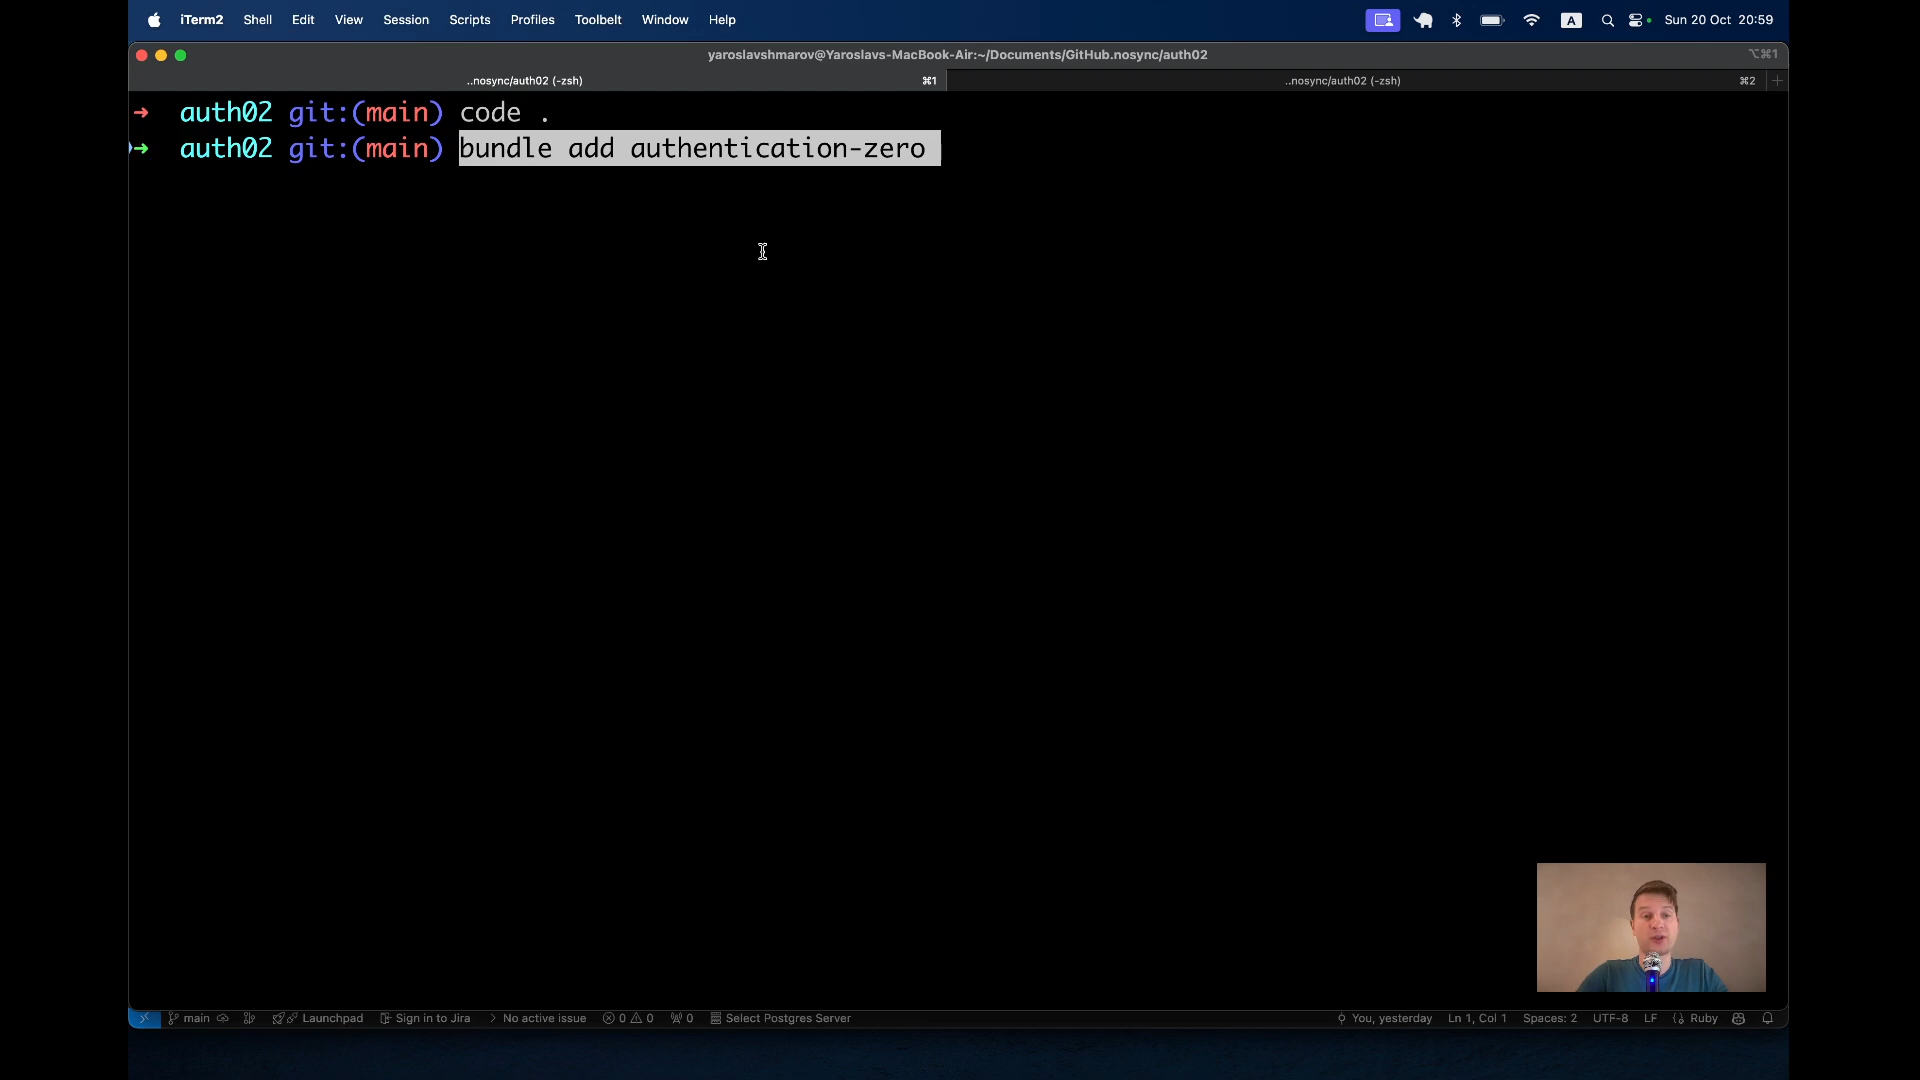 iTerm2 Shell Edit View Session Scripts Profiles Toolbelt Window Help A Sun 20 Oct 20:59
yaroslavshmarov@Yaroslavs-MacBook-Air:~/Documents/GitHub.nosync/auth02 ⌥⌘1
..nosync/auth02 (-zsh) ⌘1 ..nosync/auth02 (-zsh) ⌘2 +
➜ auth02 git:(main) code .
➜ auth02 git:(main) bundle add authentication-zero
main Launchpad Sign in to Jira No active issue 0 0 0 Select Postgres Server You, yesterday Ln 1, Col 1 Spaces: 2 UTF-8 LF Ruby